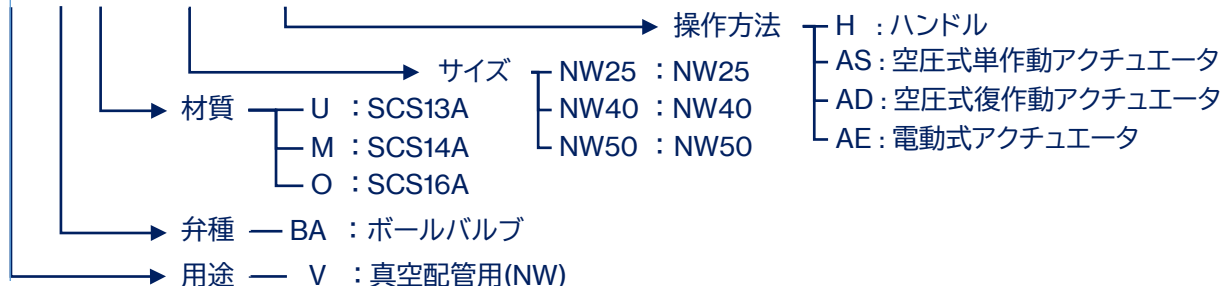 操作方法 H : ハンドル
AS : 空圧式単作動アクチュエータ
サイズ NW25 : NW25
材質 U : SCS13A NW40 : NW40 AD : 空圧式復作動アクチュエータ
M : SCS14A NW50 : NW50 AE : 電動式アクチュエータ
O : SCS16A
弁種 BA : ボールバルブ
用途 V : 真空配管用(NW)